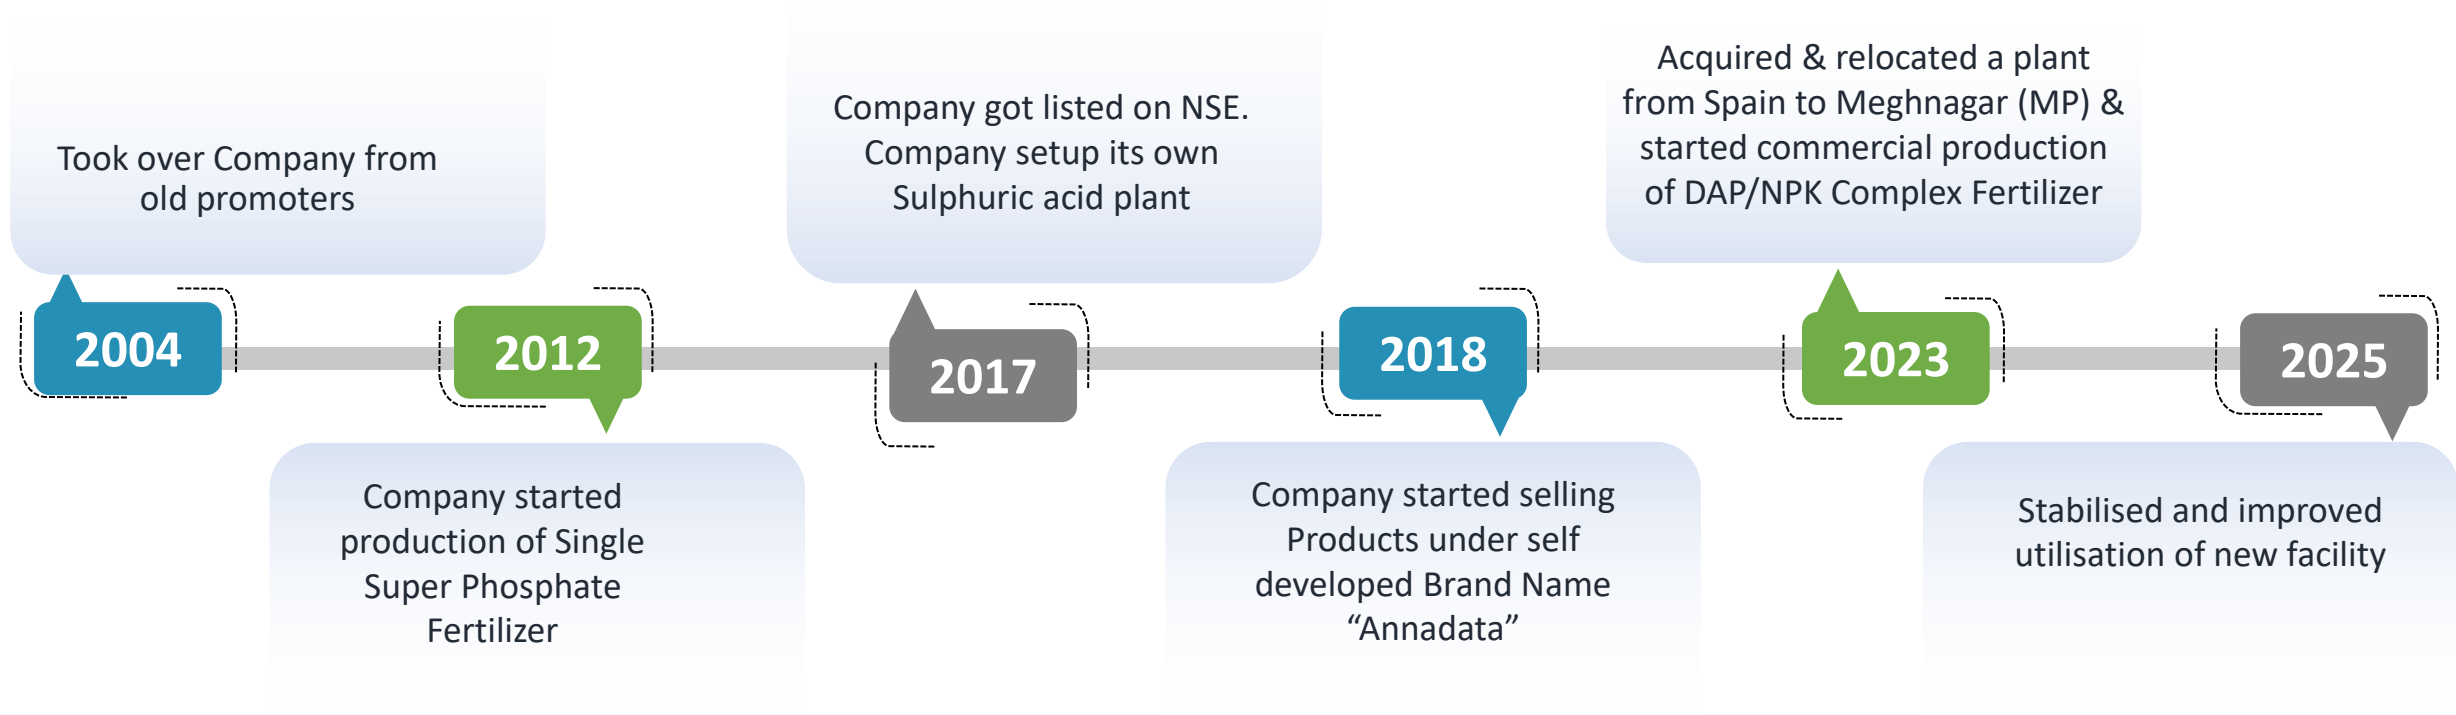 2004
Took over Company from
old promoters
2012
Company started
production of Single
Super Phosphate
Fertilizer
2017
Company got listed on NSE.
Company setup its own
Sulphuric acid plant
2018
Company started selling
Products under self
developed Brand Name
“Annadata”
2023
Acquired & relocated a plant
from Spain to Meghnagar (MP) &
started commercial production
of DAP/NPK Complex Fertilizer
2025
Stabilised and improved
utilisation of new facility